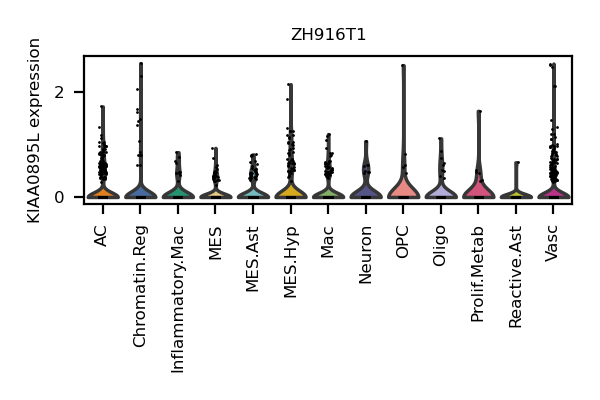 ZH916T1
KIAA0895L expression
2
0
AC
Chromatin.Reg
Inflammatory.Mac
MES
MES.Ast
MES.Hyp
Mac
Neuron
OPC
Oligo
Prolif.Metab
Reactive.Ast
Vasc